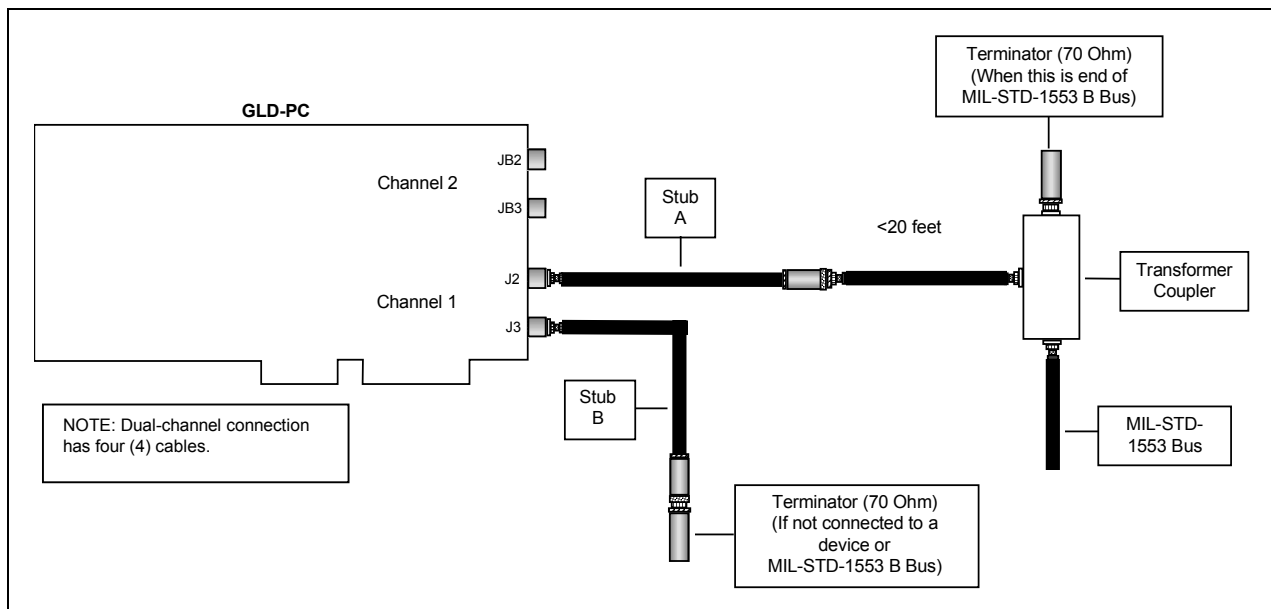 GLD-PC
JB2
Channel 2
JB3
J2
Channel 1
J3
NOTE: Dual-channel connection
has four (4) cables.
Stub
A
<20 feet
Terminator (70 Ohm)
(When this is end of
MIL-STD-1553 B Bus)
Transformer
Coupler
Stub
B
MIL-STD-
1553 Bus
Terminator (70 Ohm)
(If not connected to a
device or
MIL-STD-1553 B Bus)